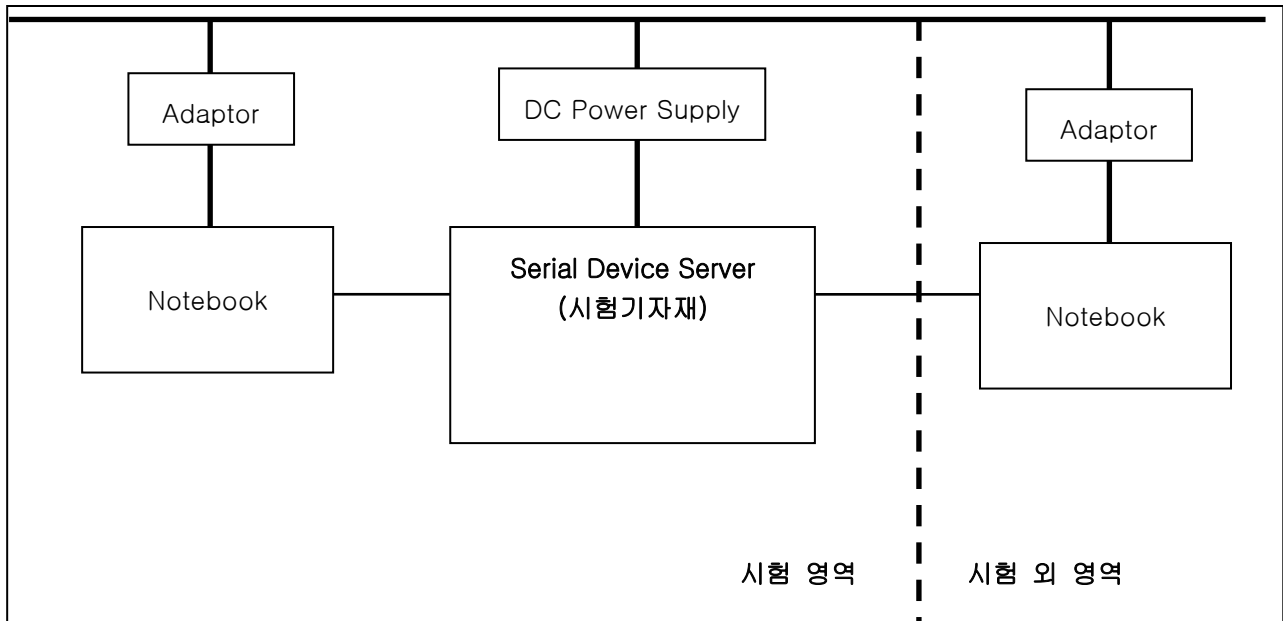 Adaptor
DC Power Supply
Adaptor
Notebook
Serial Device Server
(시험기자재)
Notebook
시험 영역
시험 외 영역